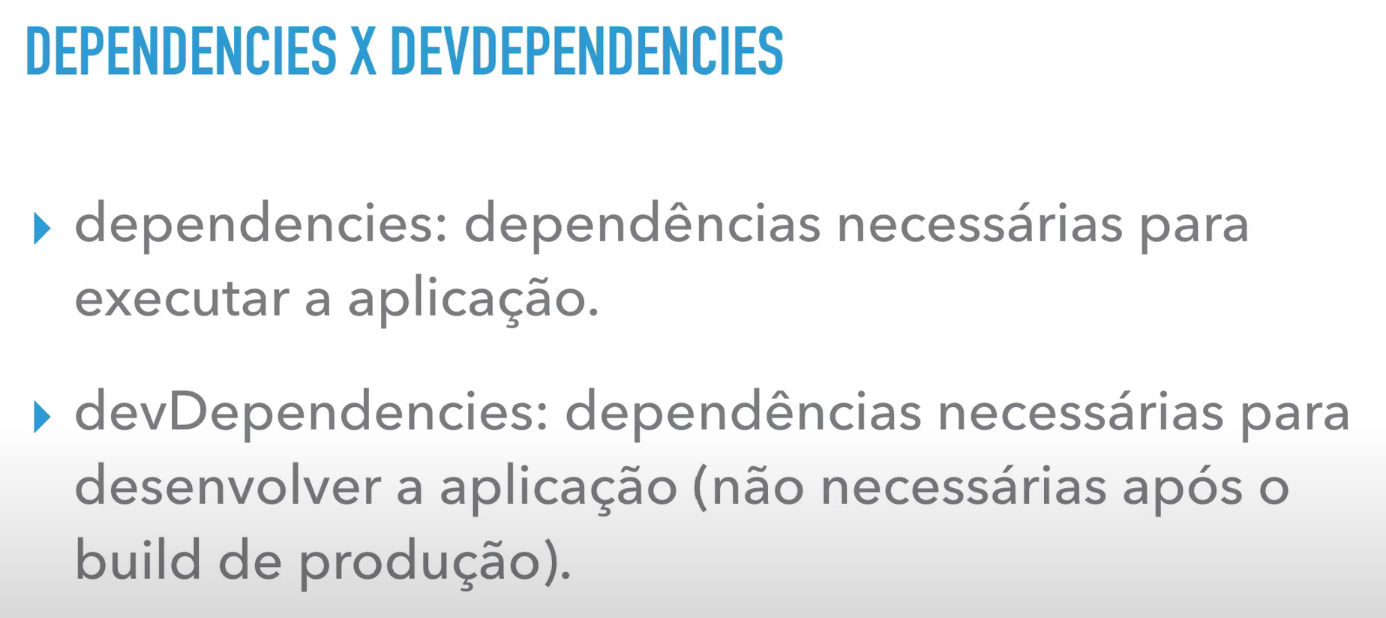 DEPENDENCIES X DEVDEPENDENCIES
dependencies: dependências necessárias para
executar a aplicação.
devDependencies: dependências necessárias para
desenvolver a aplicação (não necessárias após o
build de produção).